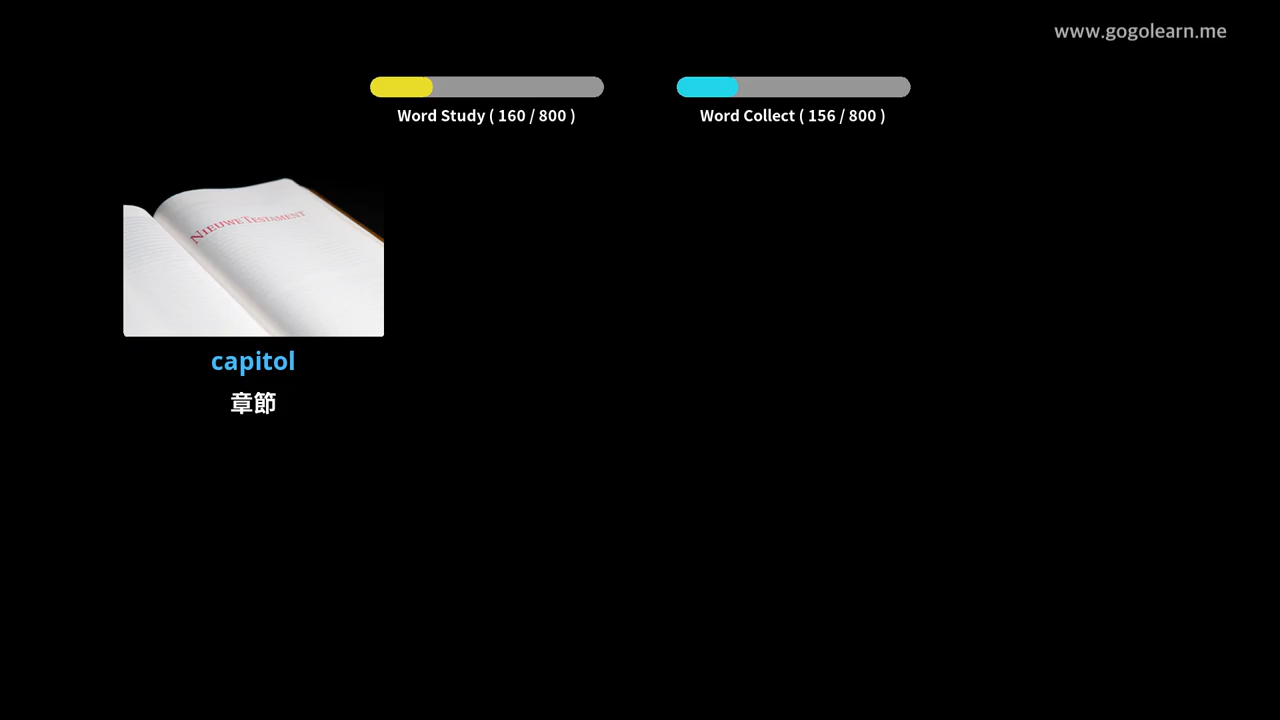 www.gogolearn.me
Word Study ( 160 / 800 )
Word Collect ( 156 / 800 )
NIEUWE TESTAMENT
capitol
章節